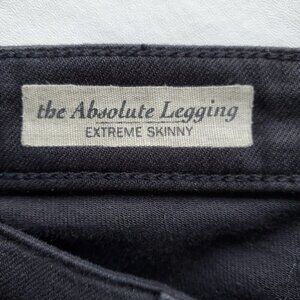 the Absolute Legging
EXTREME SKINNY